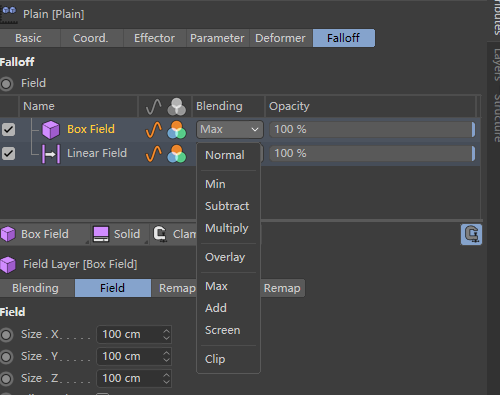 Plain [Plain]
Basic Coord. Effector Parameter Deformer Falloff
Falloff
Field
Name Blending Opacity
Box Field Max 100 %
Linear Field 100 %
Normal
Min
Subtract
Multiply
Overlay
Max
Add
Screen
Clip
Box Field Solid Clam
Field Layer [Box Field]
Blending Field Remap Remap
Field
Size . X . . . . . 100 cm
Size . Y . . . . . 100 cm
Size . Z . . . . . 100 cm
Layers
Structure